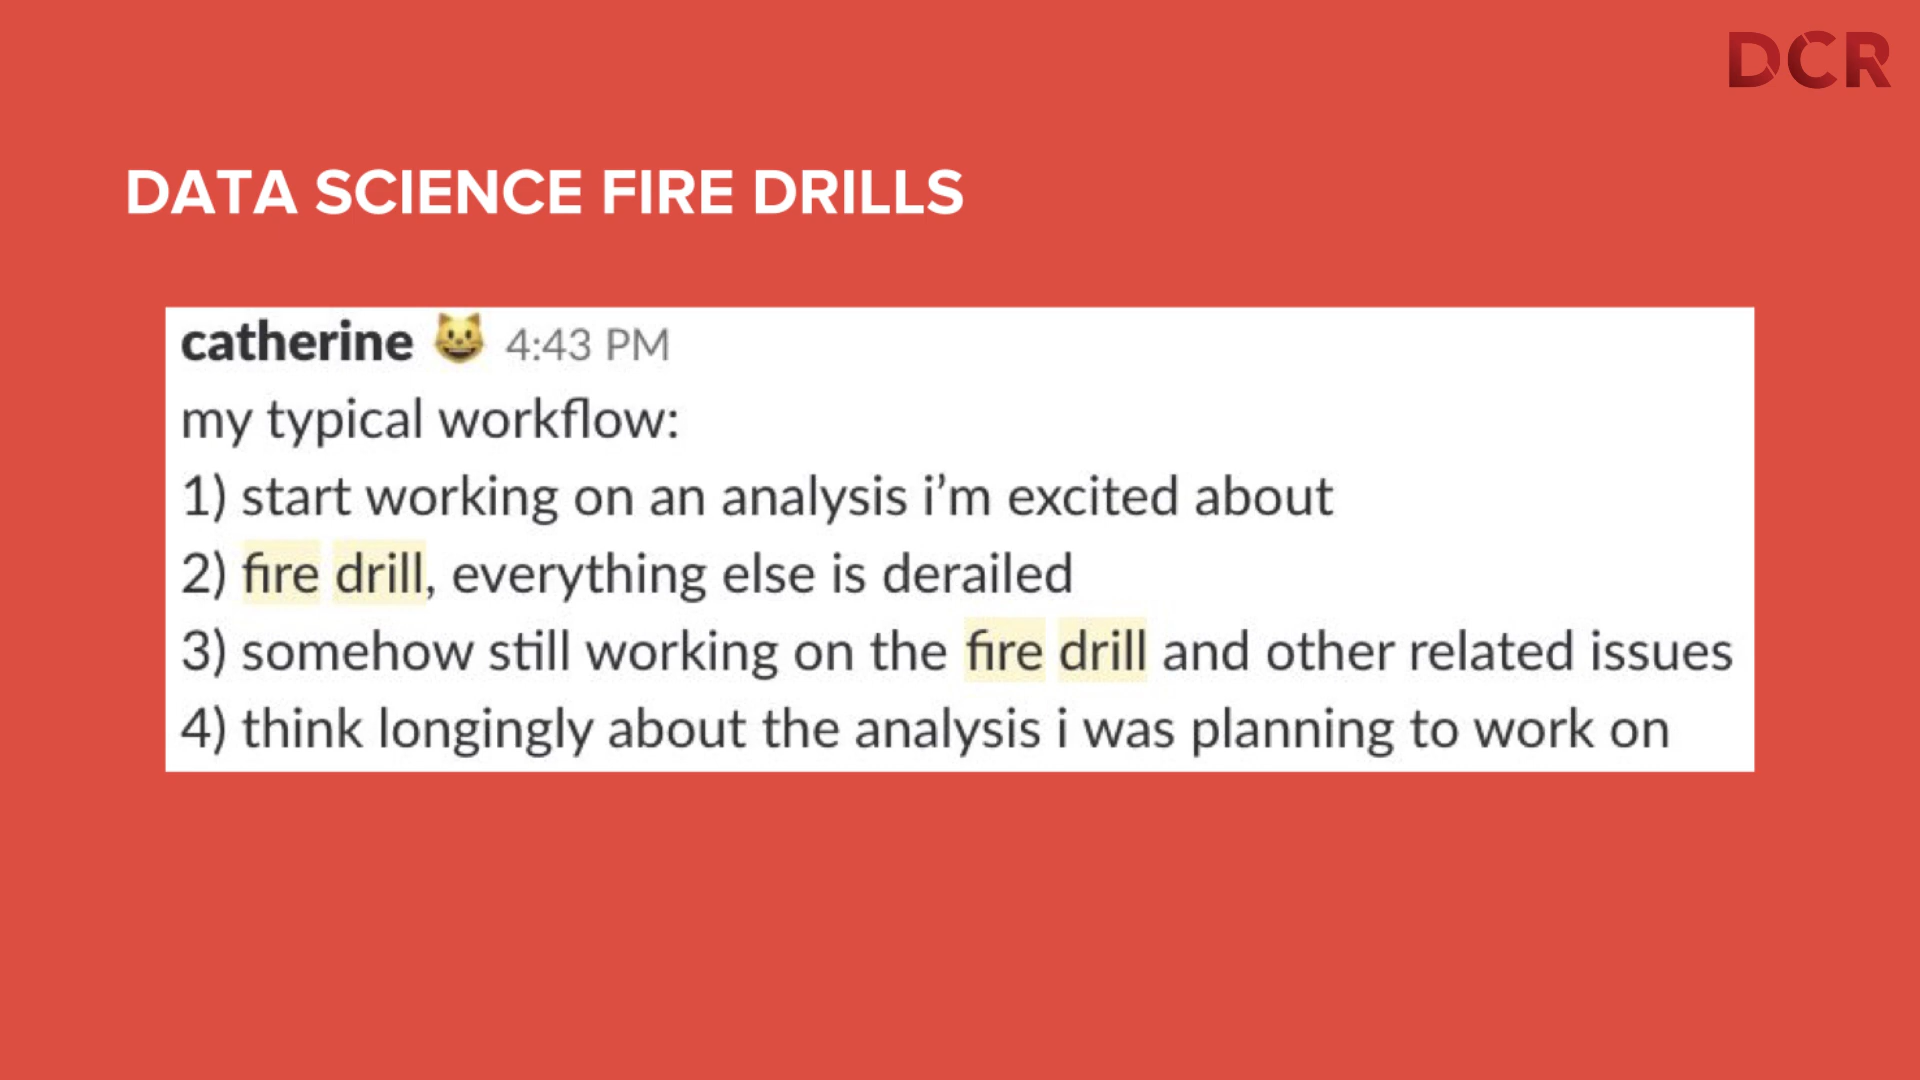 DCR
DATA SCIENCE FIRE DRILLS
catherine 😺 4:43 PM
my typical workflow:
1) start working on an analysis i’m excited about
2) fire drill, everything else is derailed
3) somehow still working on the fire drill and other related issues
4) think longingly about the analysis i was planning to work on